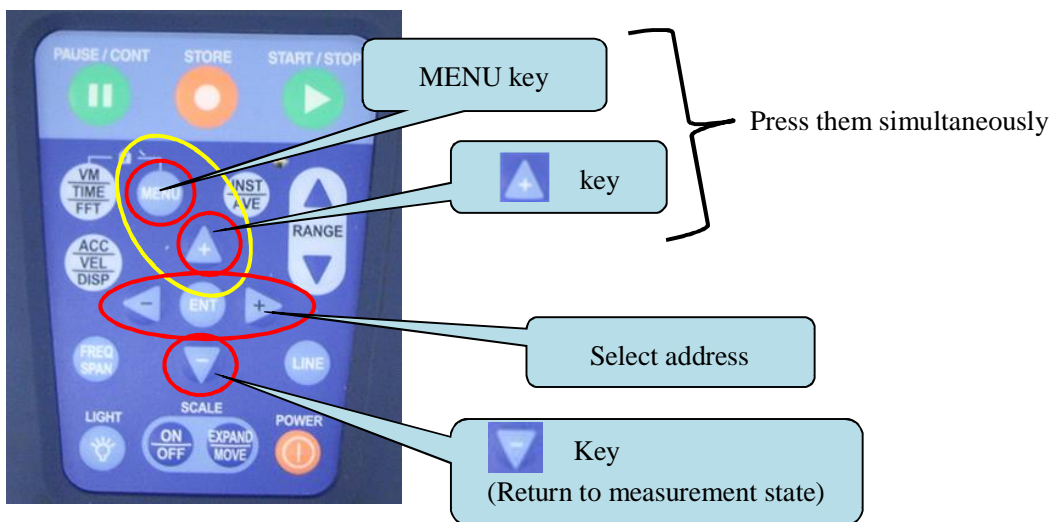 PAUSE / CONT STORE START / STOP
MENU key
Press them simultaneously
+ key
VM
TIME
FFT
MENU
INST
AVE
+
RANGE
ACC
VEL
DISP
- ENT +
Select address
FREQ
SPAN
-
LINE
LIGHT
SCALE
POWER
ON
OFF
EXPAND
MOVE
- Key
(Return to measurement state)